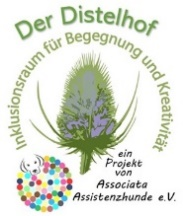 Der Distelhof
Inklusionsraum für Begegnung und Kreativität
ein
Projekt
von
Associata
Assistenzhunde e.V.